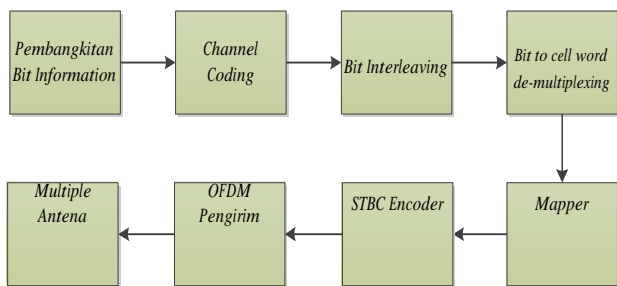 Pembangkitan
Bit Information
Channel
Coding
Bit Interleaving
Bit to cell word
de-multiplexing
Multiple
Antena
OFDM
Pengirim
STBC Encoder
Mapper